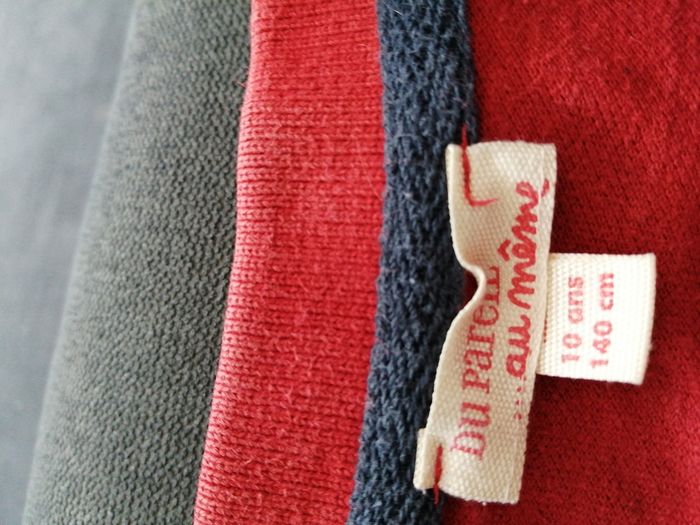 DU PAREIL
...au même
10 ans
140 cm